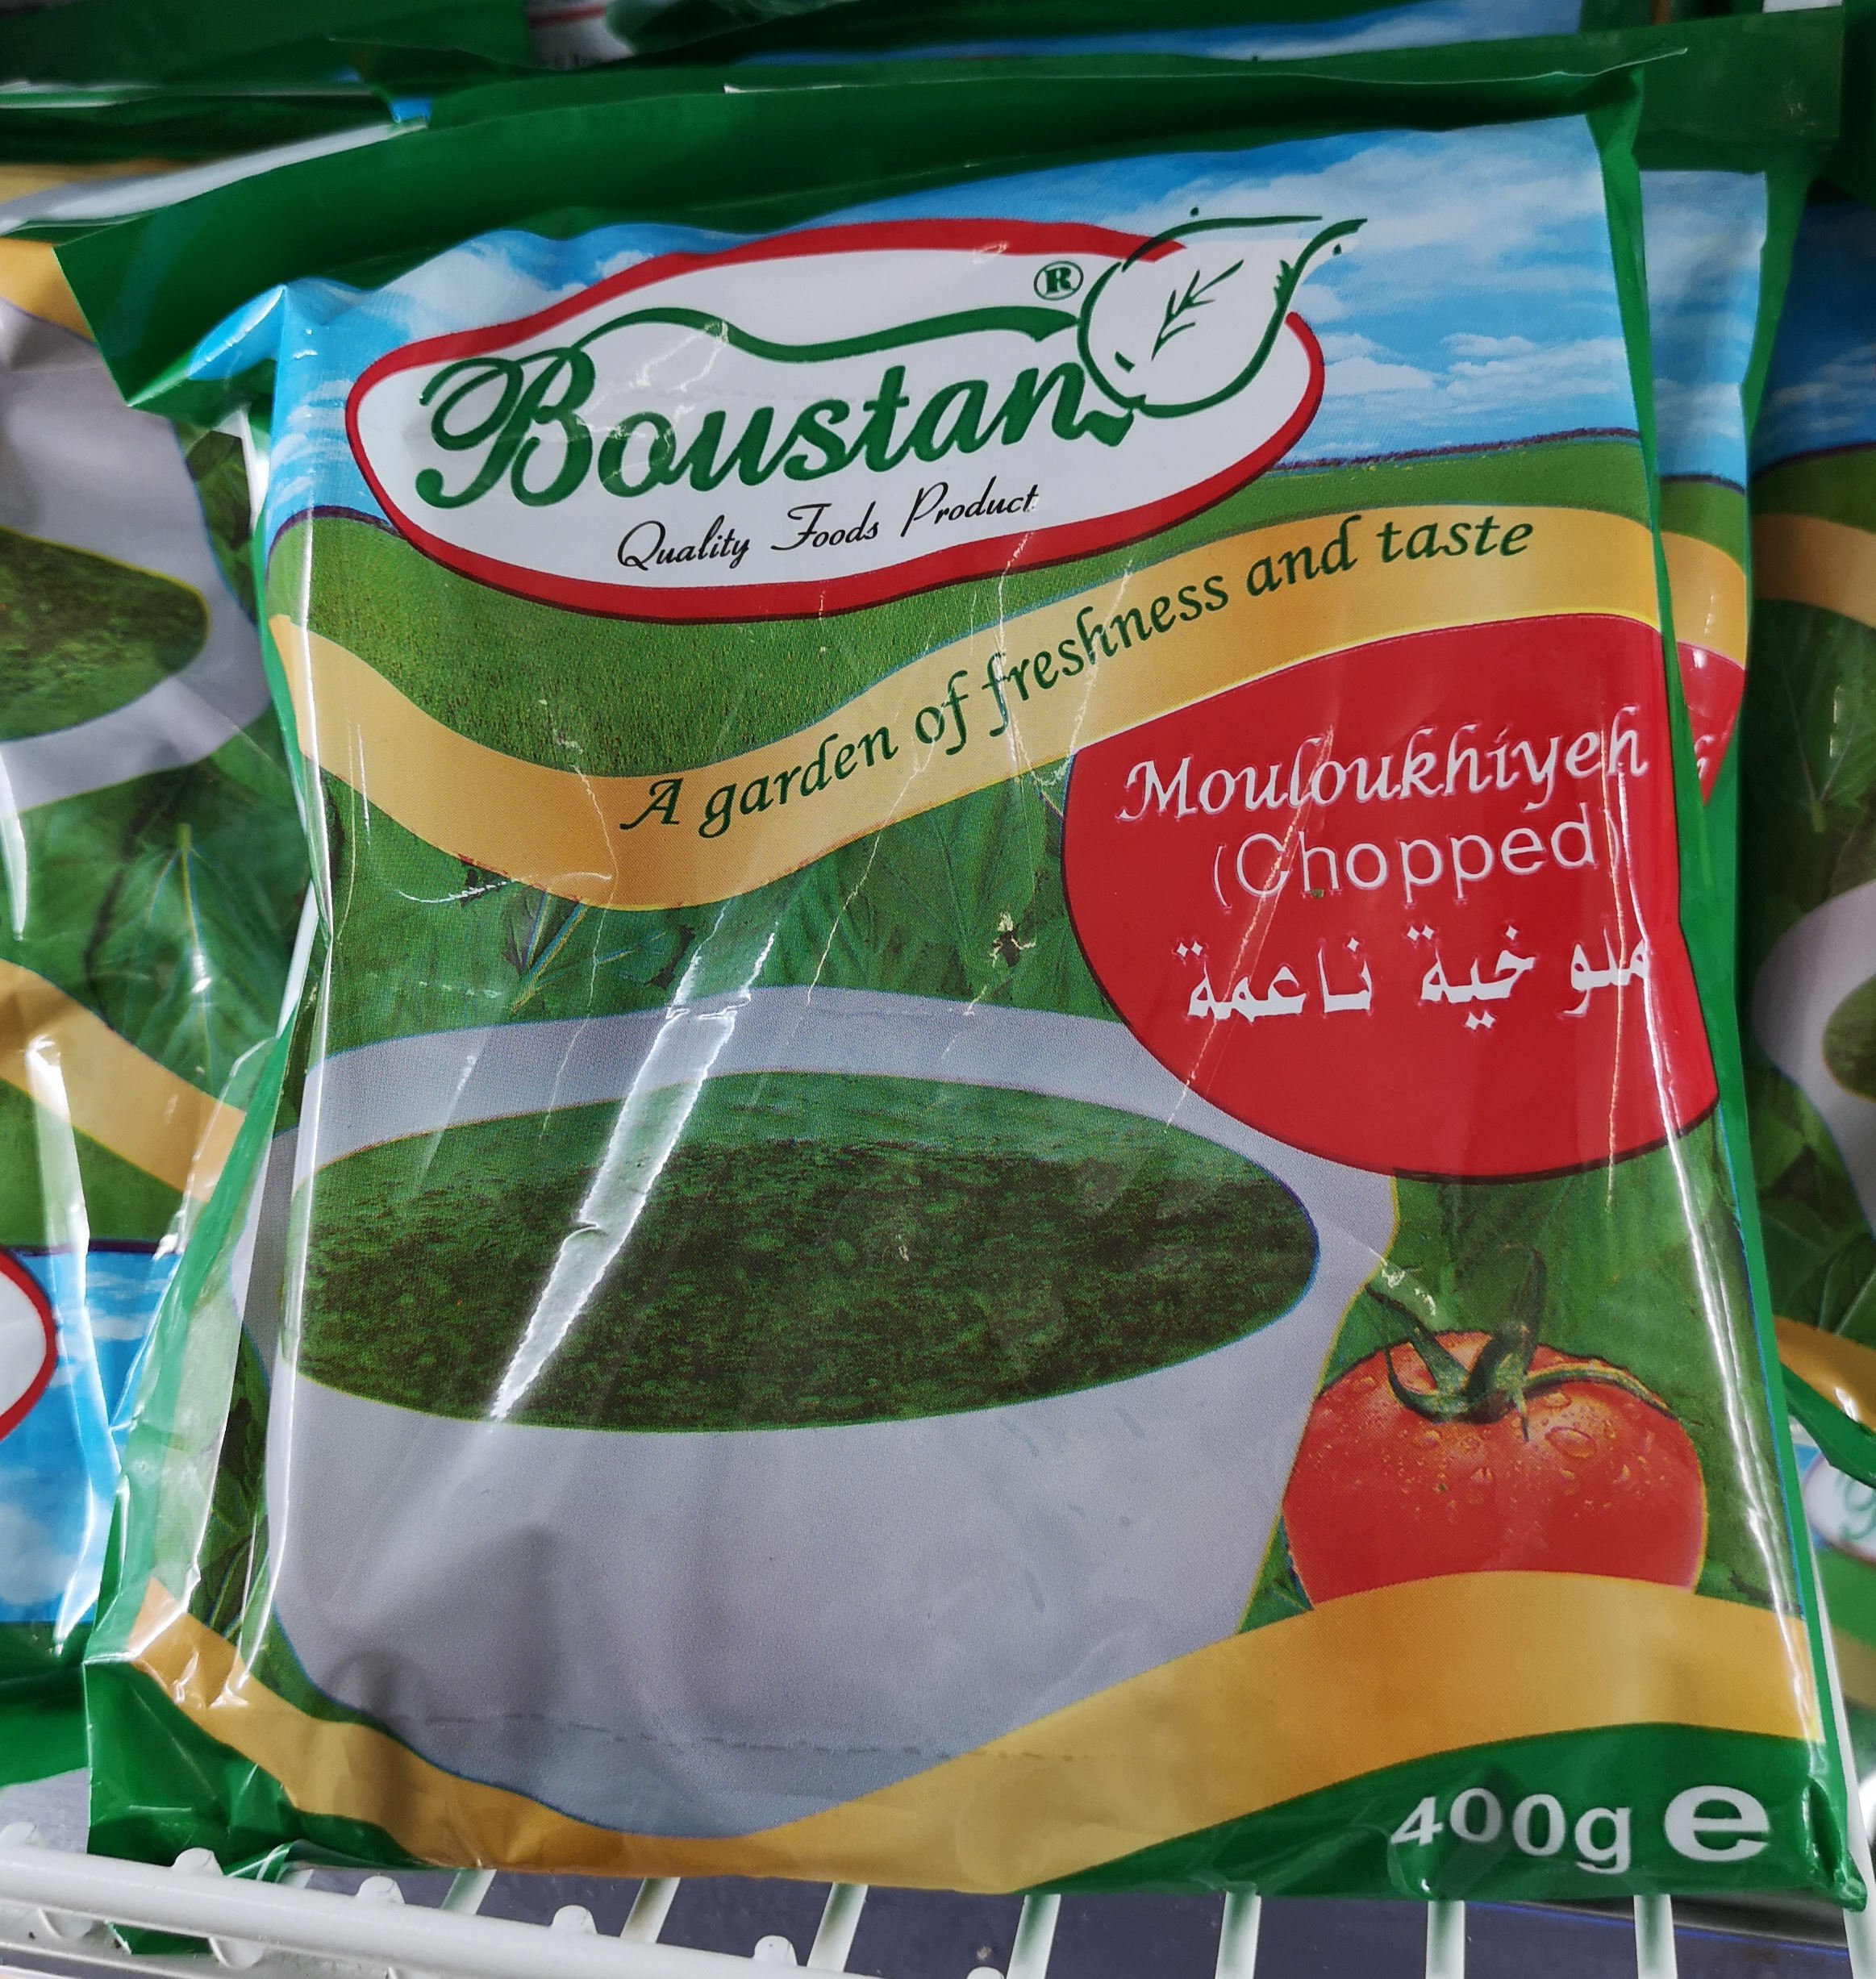 Boustan®
Quality Foods Product
A garden of freshness and taste
Mouloukhiyeh
(Chopped)
ملوخية ناعمة
400g e